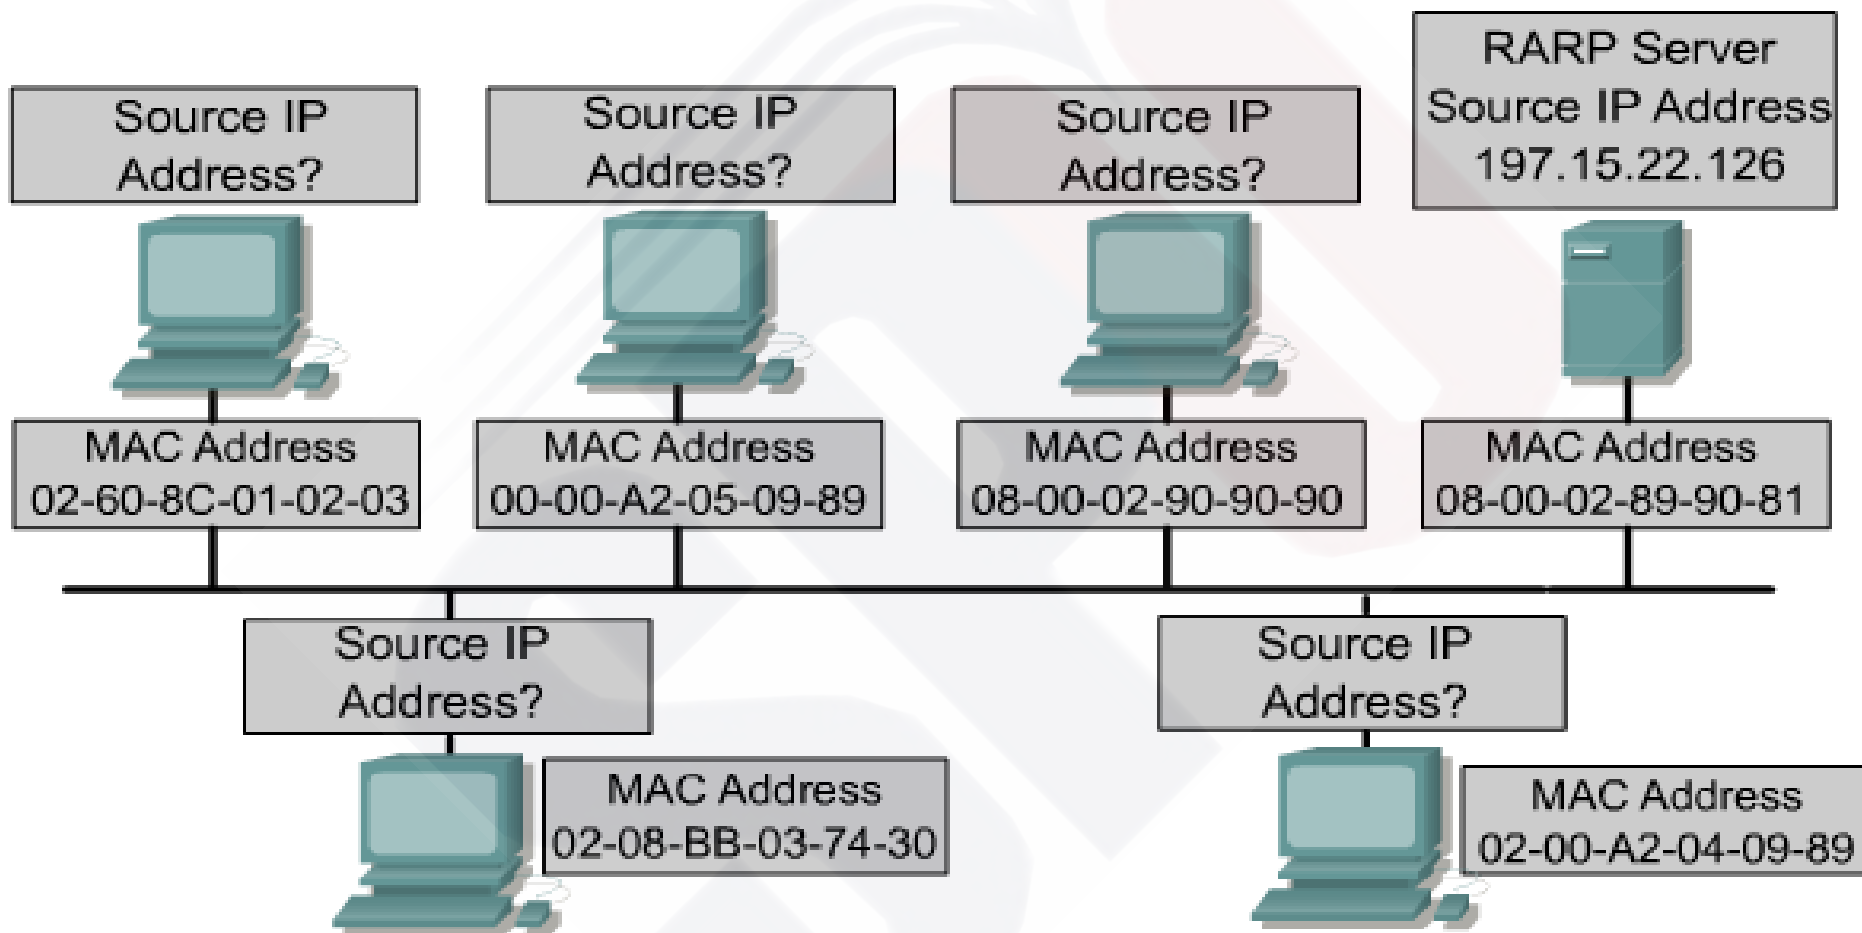 Source IP
Address?
Source IP
Address?
Source IP
Address?
RARP Server
Source IP Address
197.15.22.126
MAC Address
02-60-8C-01-02-03
MAC Address
00-00-A2-05-09-89
MAC Address
08-00-02-90-90-90
MAC Address
08-00-02-89-90-81
Source IP
Address?
MAC Address
02-08-BB-03-74-30
Source IP
Address?
MAC Address
02-00-A2-04-09-89